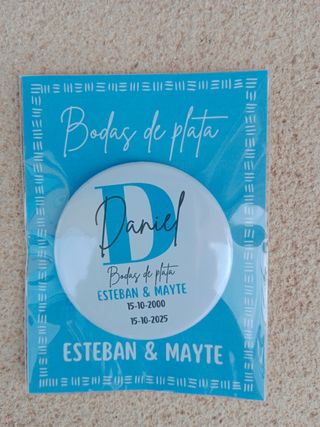 Bodas de plata
D
Daniel
Bodas de plata
ESTEBAN & MAYTE
15-10-2000
15-10-2025
ESTEBAN & MAYTE